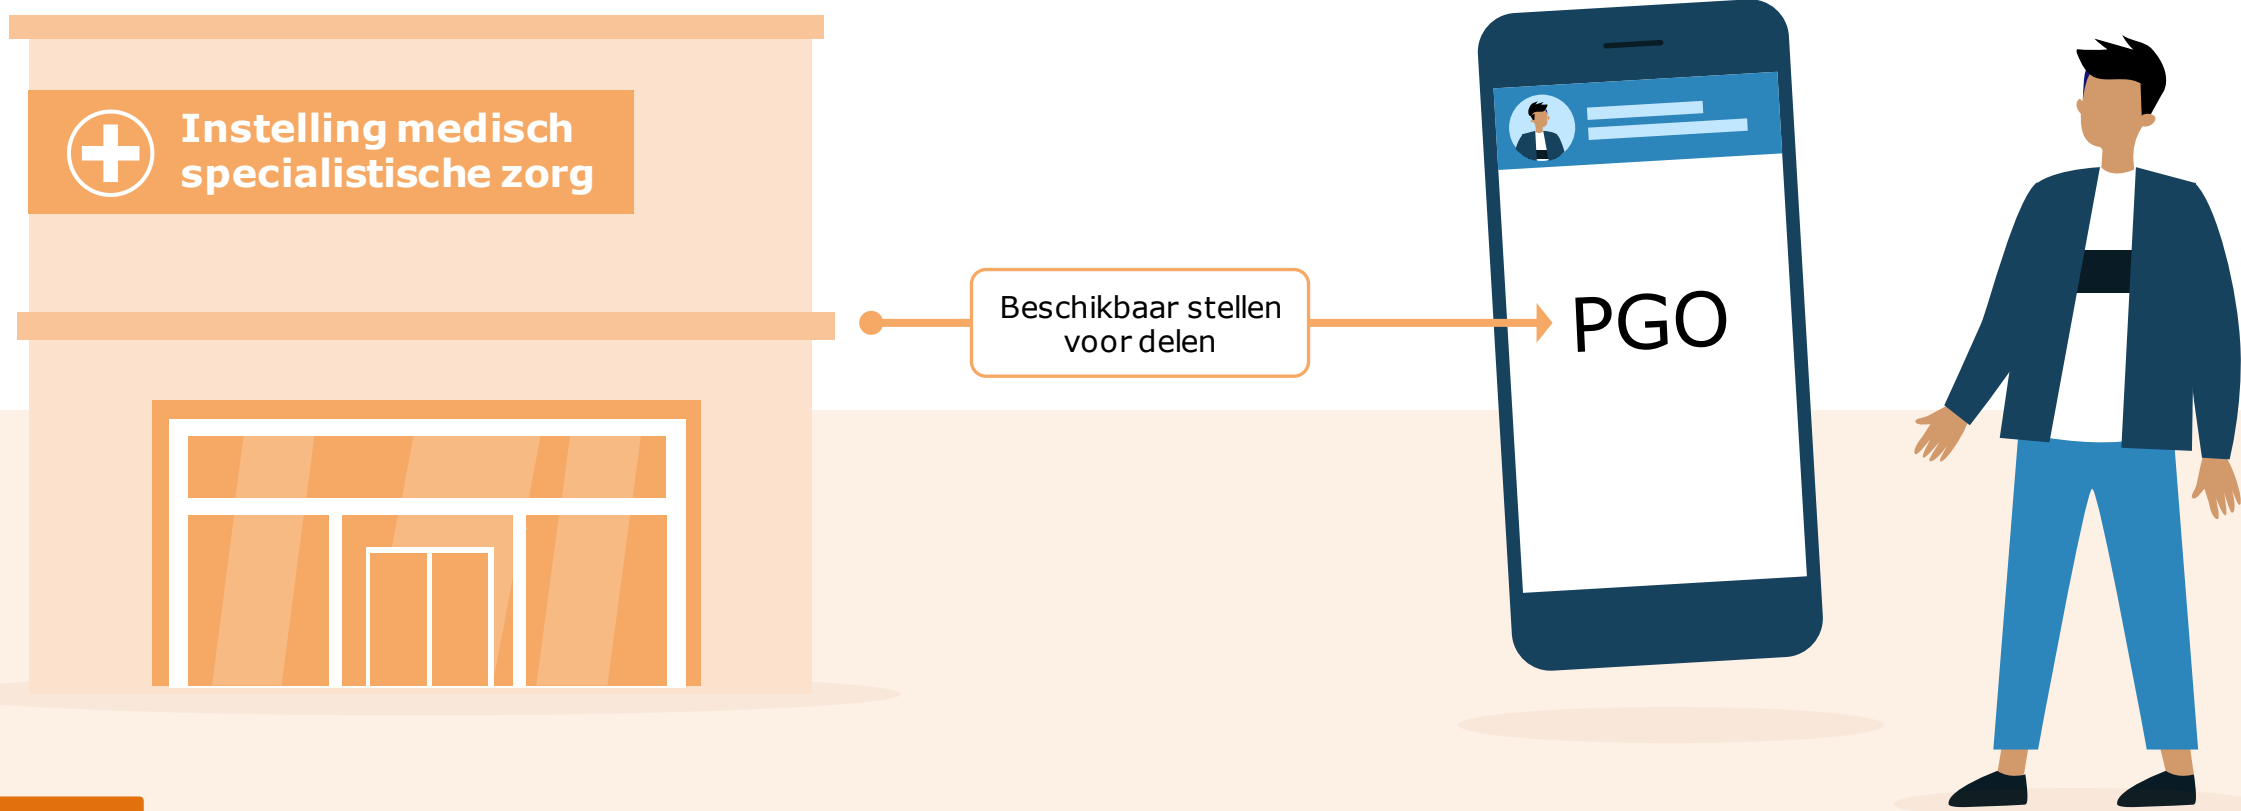 Instelling medisch
specialistische zorg
Beschikbaar stellen
voor delen
PGO